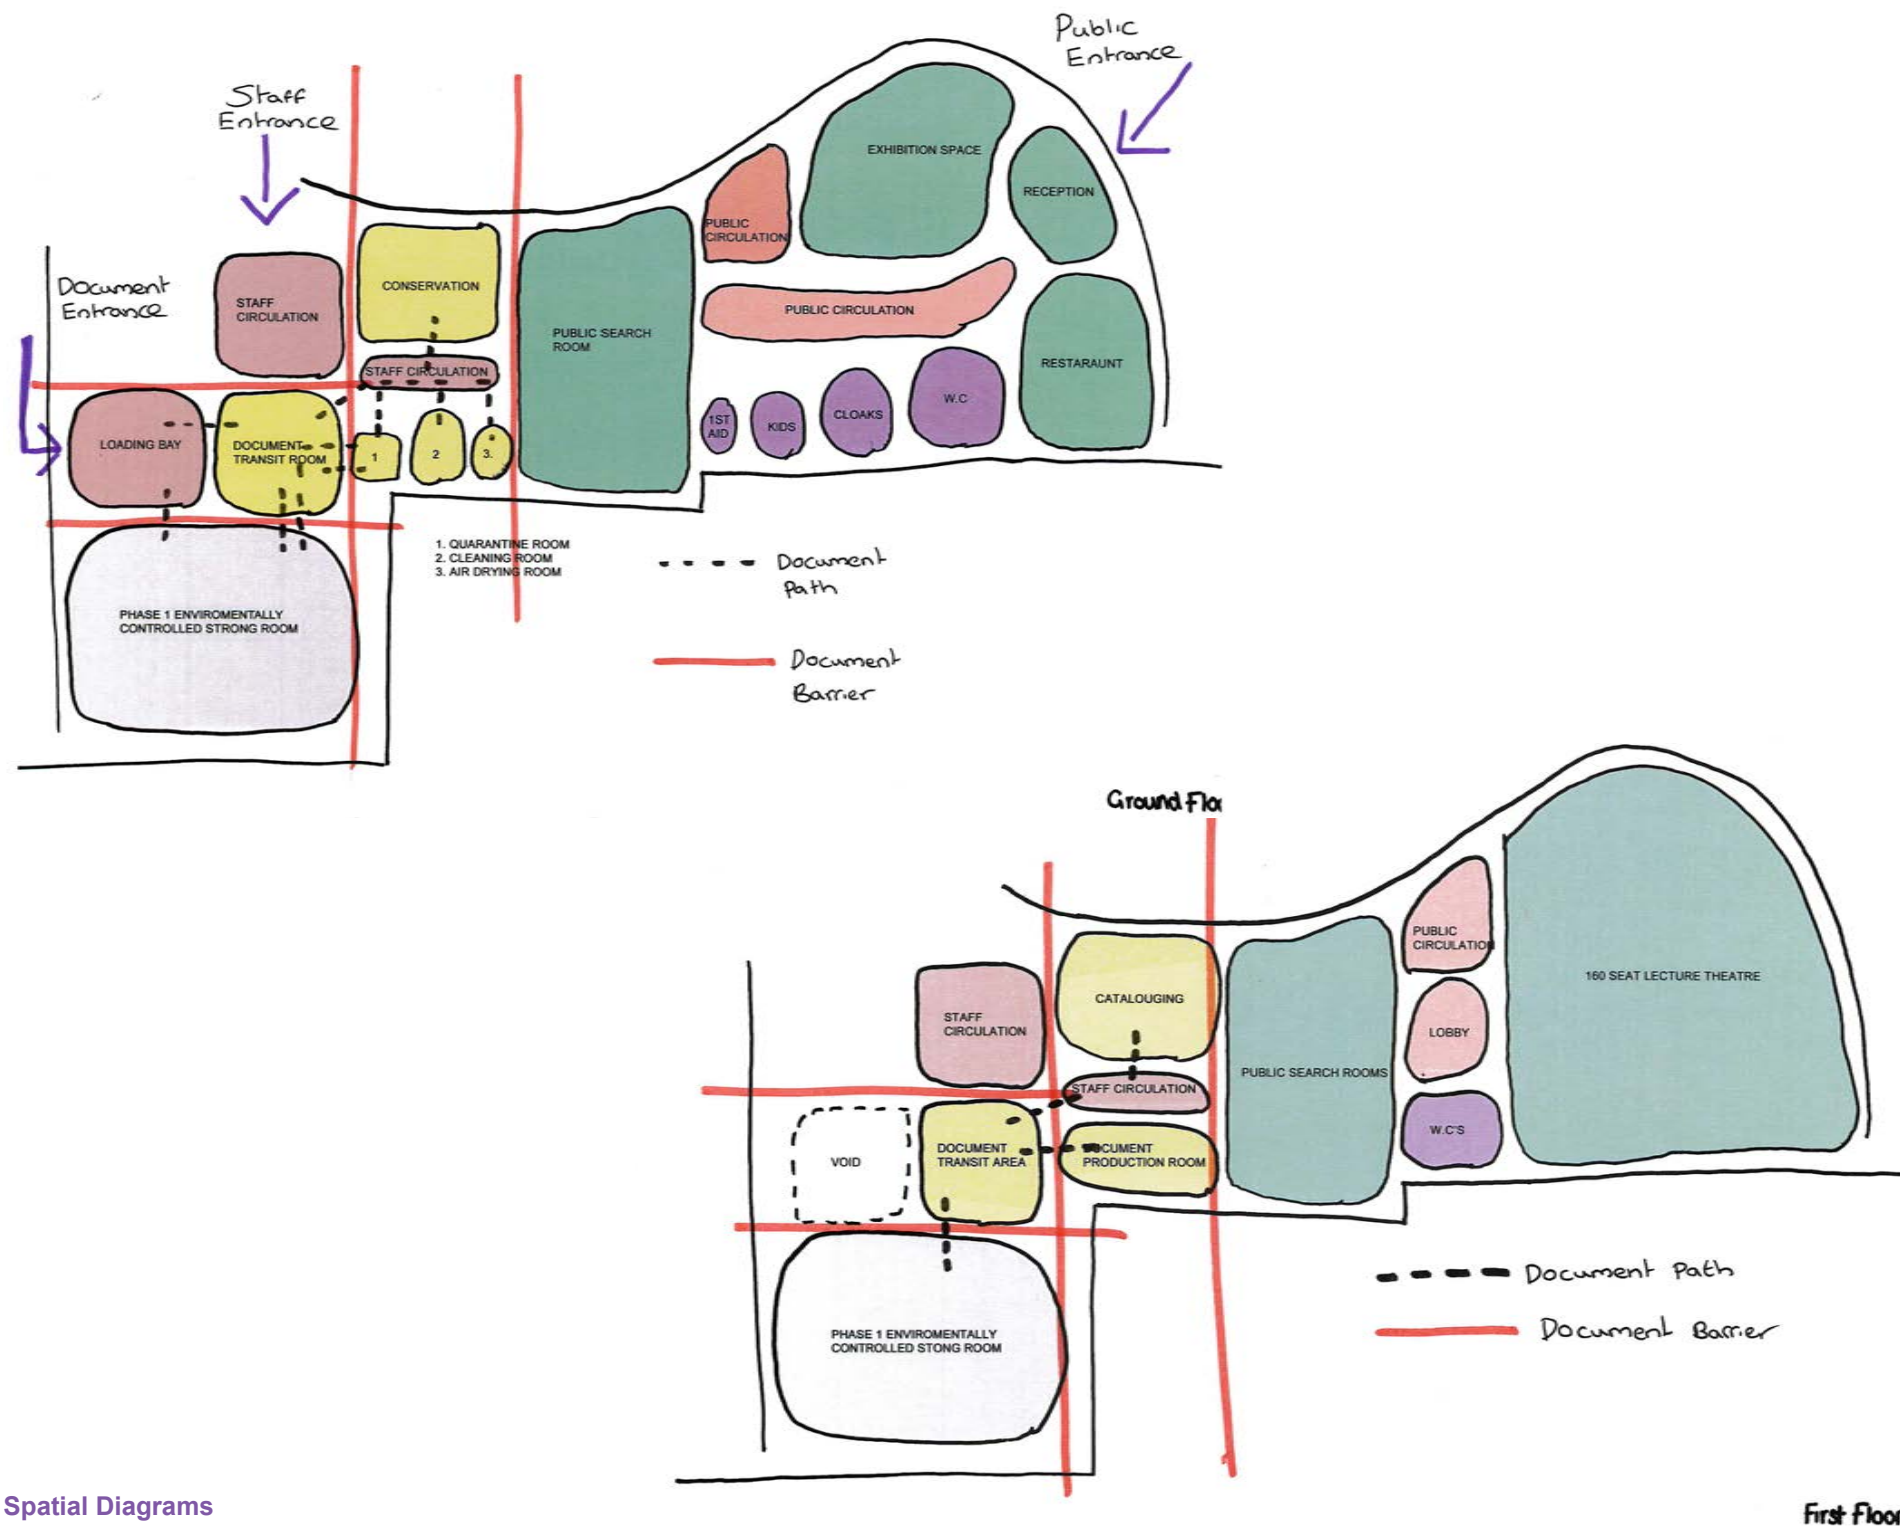 Public
Entrance
Staff
Entrance
EXHIBITION SPACE
RECEPTION
PUBLIC
CIRCULATION
Document
Entrance
STAFF
CIRCULATION
CONSERVATION
PUBLIC CIRCULATION
PUBLIC SEARCH
ROOM
RESTARAUNT
STAFF CIRCULATION
W.C
CLOAKS
1ST
AID
KIDS
LOADING BAY
DOCUMENT
TRANSIT ROOM
1
2
3.
1. QUARANTINE ROOM
2. CLEANING ROOM
3. AIR DRYING ROOM
Document
Path
PHASE 1 ENVIROMENTALLY
CONTROLLED STRONG ROOM
Document
Barrier
Ground Floo
PUBLIC
CIRCULATION
160 SEAT LECTURE THEATRE
CATALOUGING
STAFF
CIRCULATION
LOBBY
PUBLIC SEARCH ROOMS
STAFF CIRCULATION
W.C'S
VOID
DOCUMENT
TRANSIT AREA
DOCUMENT
PRODUCTION ROOM
Document Path
Document Barrier
PHASE 1 ENVIROMENTALLY
CONTROLLED STONG ROOM
Spatial Diagrams
First Floor